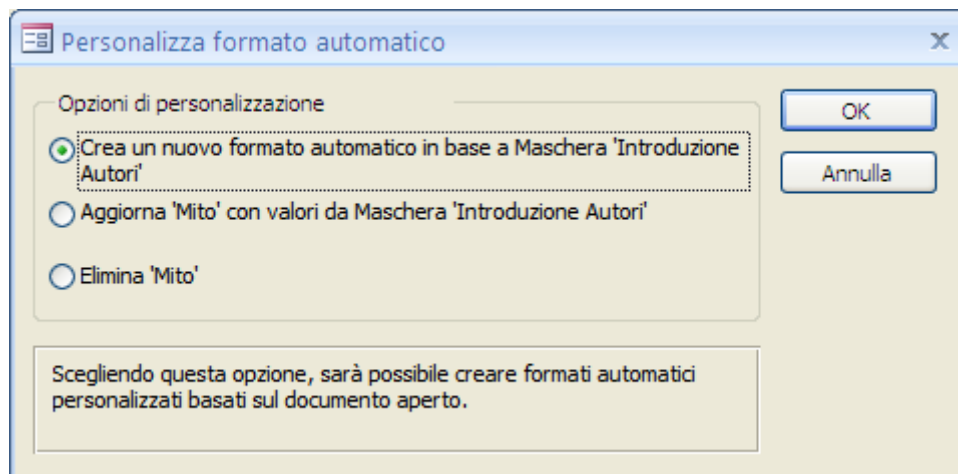 Personalizza formato automatico
Opzioni di personalizzazione
OK
Crea un nuovo formato automatico in base a Maschera 'Introduzione
Autori'
Annulla
Aggiorna 'Mito' con valori da Maschera 'Introduzione Autori'
Elimina 'Mito'
Scegliendo questa opzione, sarà possibile creare formati automatici
personalizzati basati sul documento aperto.